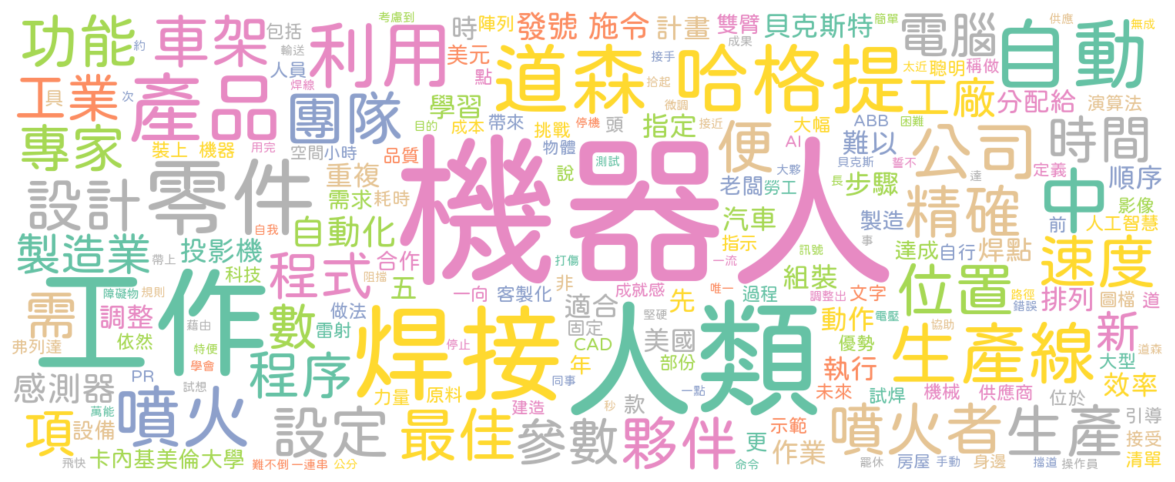 功能 車架 包括 利用 考慮到 時 陣列 發號 施令 計畫 雙臂 貝克斯特 電腦 簡單 供應 無成 自動
約 輸送 美元 成果 接手 太近 聰明 稱做
工業 產品 人員 焊線 點 道森 拾起 哈格提 工廠 分配給 演算法
具 次 團隊 學習 微調
專家 目的 成本 帶來 停機 挑戰 接近 頭 指定 大幅 便 AI ABB 困難 難以 公司 時間
裝上 機器 用完 空間 小時 品質 物體 測試 大夥 貝克斯 誓不 定義 順序
設計 零件 重複 需求 耗時 機器人 說 老闆 勞工 長 步驟 達 精確 中 影像
自我 自動化 汽車 製造 事 前 人工智慧
製造業 帶上 投影機 合作 打傷 非 指示 訊號 達成 自行 焊點 速度
科技 程式 阻擋 五 一向 客製化 成就感 唯一 過程 組裝 文字 位置 路徑 排列 圖檔 道
需 障礙物 規則 工作 數 做法 適合 先 調整出 動作 電壓 錯誤 新
調整 藉由 依然 雷射 堅硬 固定 美國 優勢 協助 道森
弗列達 特便 停止 焊接 CAD 部份 人類 執行 生產線 大型
感測器 PR 學會 程序 年 同事 一點 未來 試焊 機械 供應商 效率
項 萬能 試想 噴火 力量 原料 款 秒 位於
設備 設定 最佳 建造 參數 夥伴 更 示範 噴火者 生產 引導
飛快 卡內基美倫大學 難不倒 一連串 公分 命令 作業 罷休 房屋 手動 身邊 擋道 操作員 接受 清單